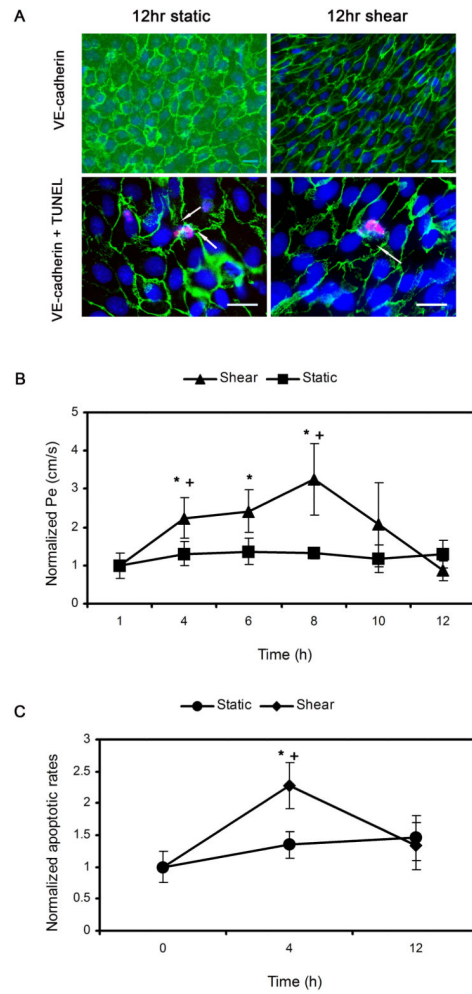 A
12hr static 12hr shear
VE-cadherin
VE-cadherin + TUNEL
B
Shear Static
Normalized Pe (cm/s)
5
4
3
2
1
0
* +
*
* +
1 4 6 8 10 12
Time (h)
C
Static Shear
Normalized apoptotic rates
3
2.5
2
1.5
1
0.5
0
* +
0 4 12
Time (h)